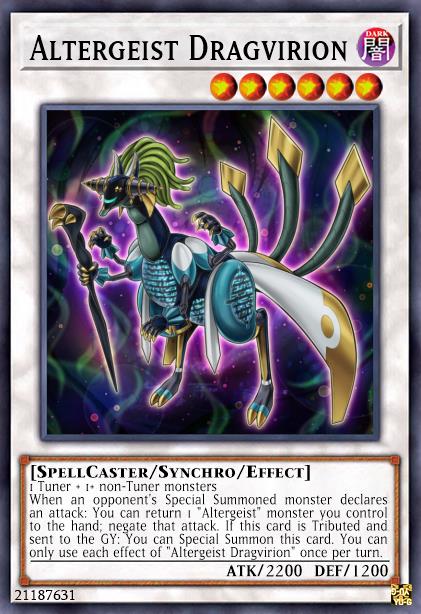 Altergeist Dragvirion
DARK
闇
[SpellCaster/Synchro/Effect]
1 Tuner + 1+ non-Tuner monsters
When an opponent's Special Summoned monster declares
an attack: You can return 1 "Altergeist" monster you control
to the hand; negate that attack. If this card is Tributed and
sent to the GY: You can Special Summon this card. You can
only use each effect of "Altergeist Dragvirion" once per turn.
ATK/2200 DEF/1200
21187631